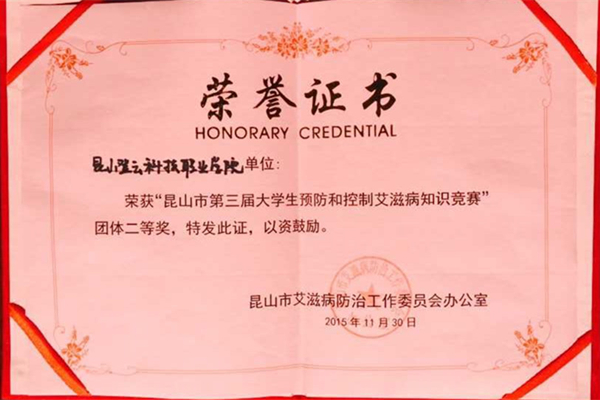 荣誉证书
HONORARY CREDENTIAL
昆山登云科技职业学院单位：
荣获“昆山市第三届大学生预防和控制艾滋病知识竞赛”
团体二等奖，特发此证，以资鼓励。
昆山市艾滋病防治工作委员会办公室
2015年11月30日